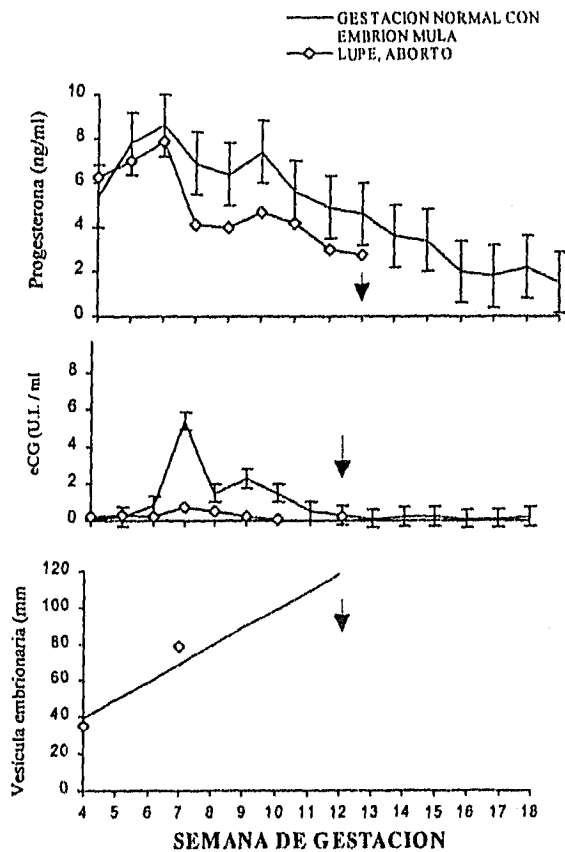 GESTACION NORMAL CON
EMBRION MULA
LUPE, ABORTO
Progesterona (ng/ml)
10
8
6
4
2
0
eCG (U.I. / ml
8
6
4
2
0
Vesícula embrionaria (mm
120
100
80
60
40
20
0
4 5 6 7 8 9 10 11 12 13 14 15 16 17 18
SEMANA DE GESTACION